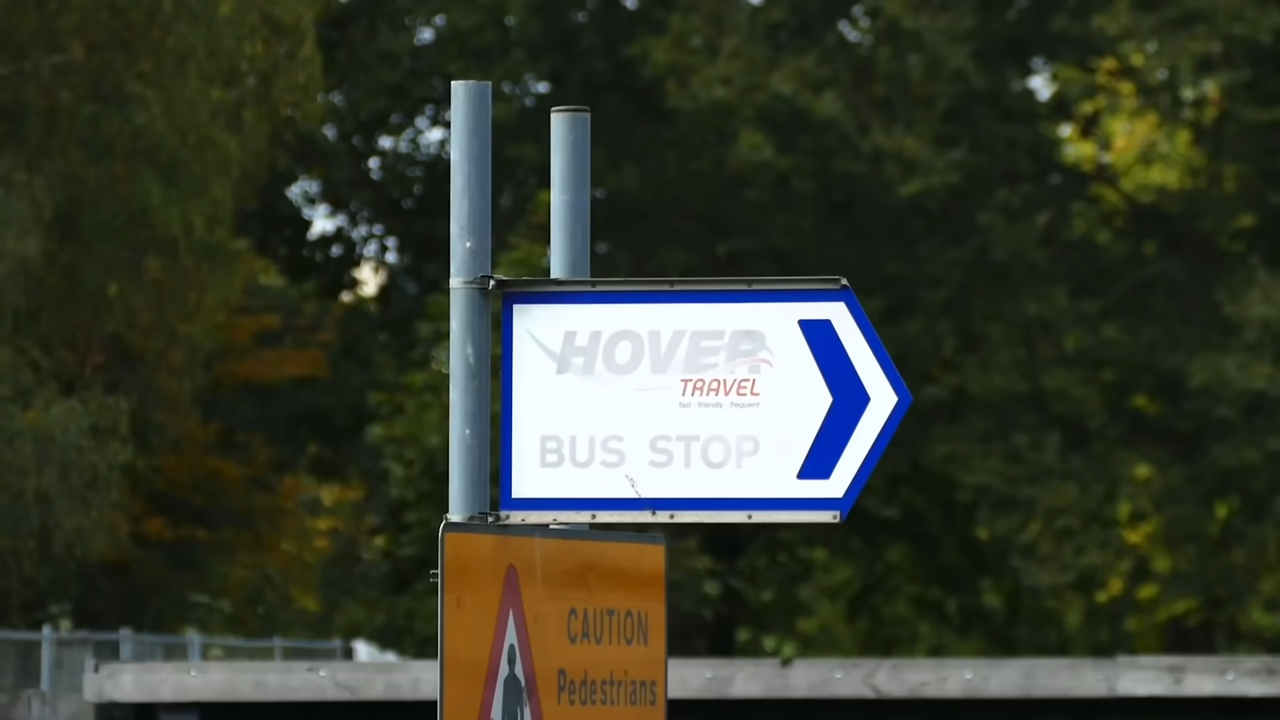 HOVER
TRAVEL
fast - friendly - frequent
BUS STOP
CAUTION
Pedestrians